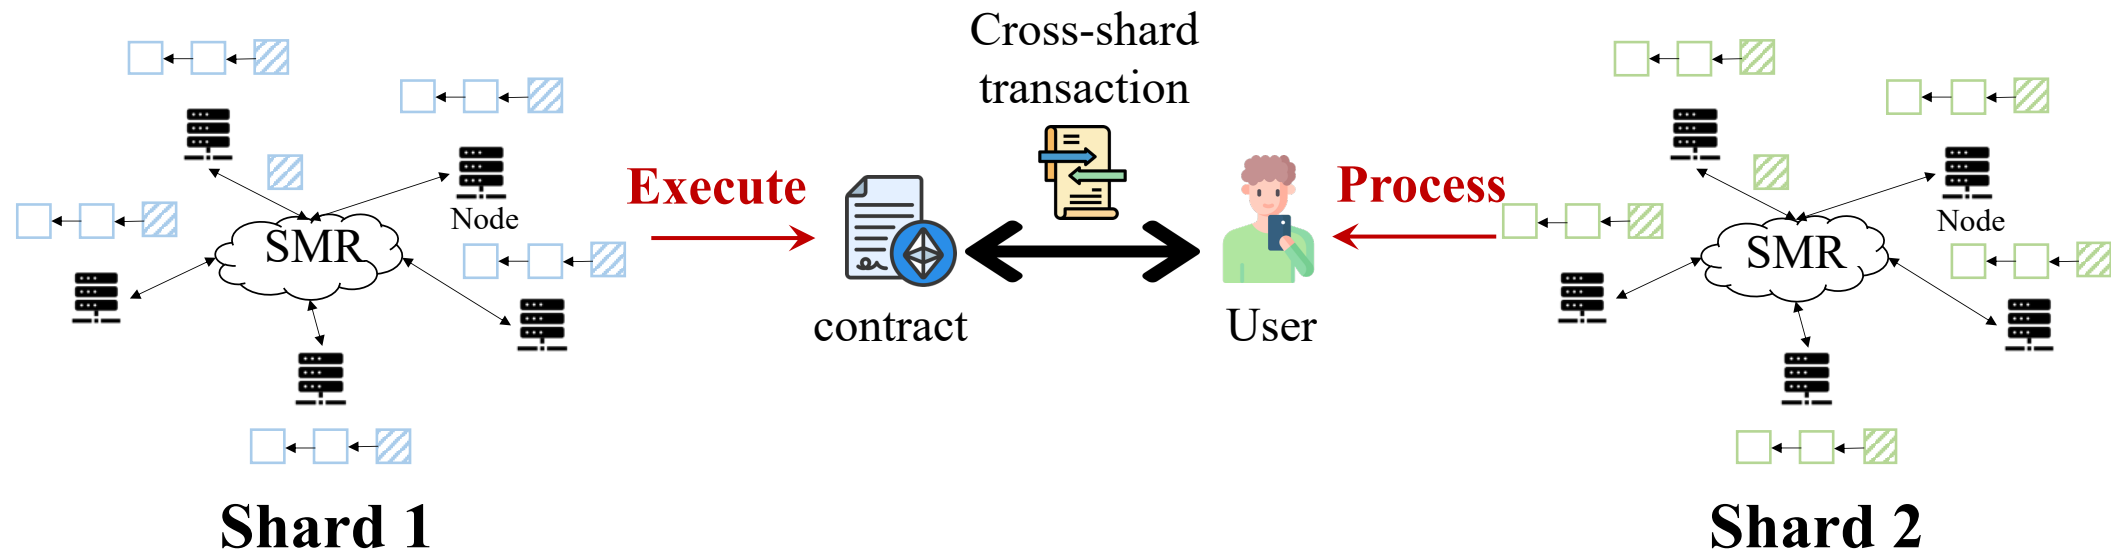 Cross-shard
transaction
Execute
Process
Node
SMR
Node
SMR
contract
User
Shard 1
Shard 2